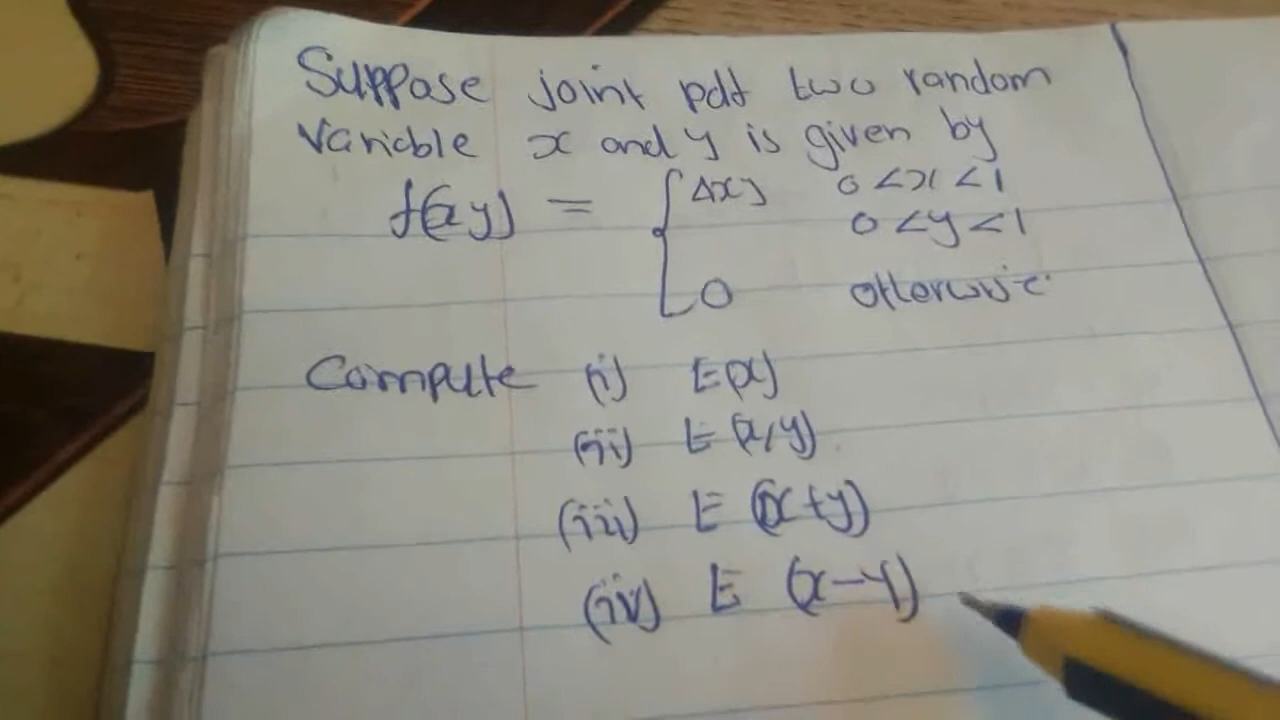 Suppose joint pdf two random
Variable x and y is given by
f(x,y) = { 4xy 0<x<1
0<y<1
0 otherwise
Compute (i) E(x)
(ii) E(x,y)
(iii) E(x+y)
(iv) E (x-y)